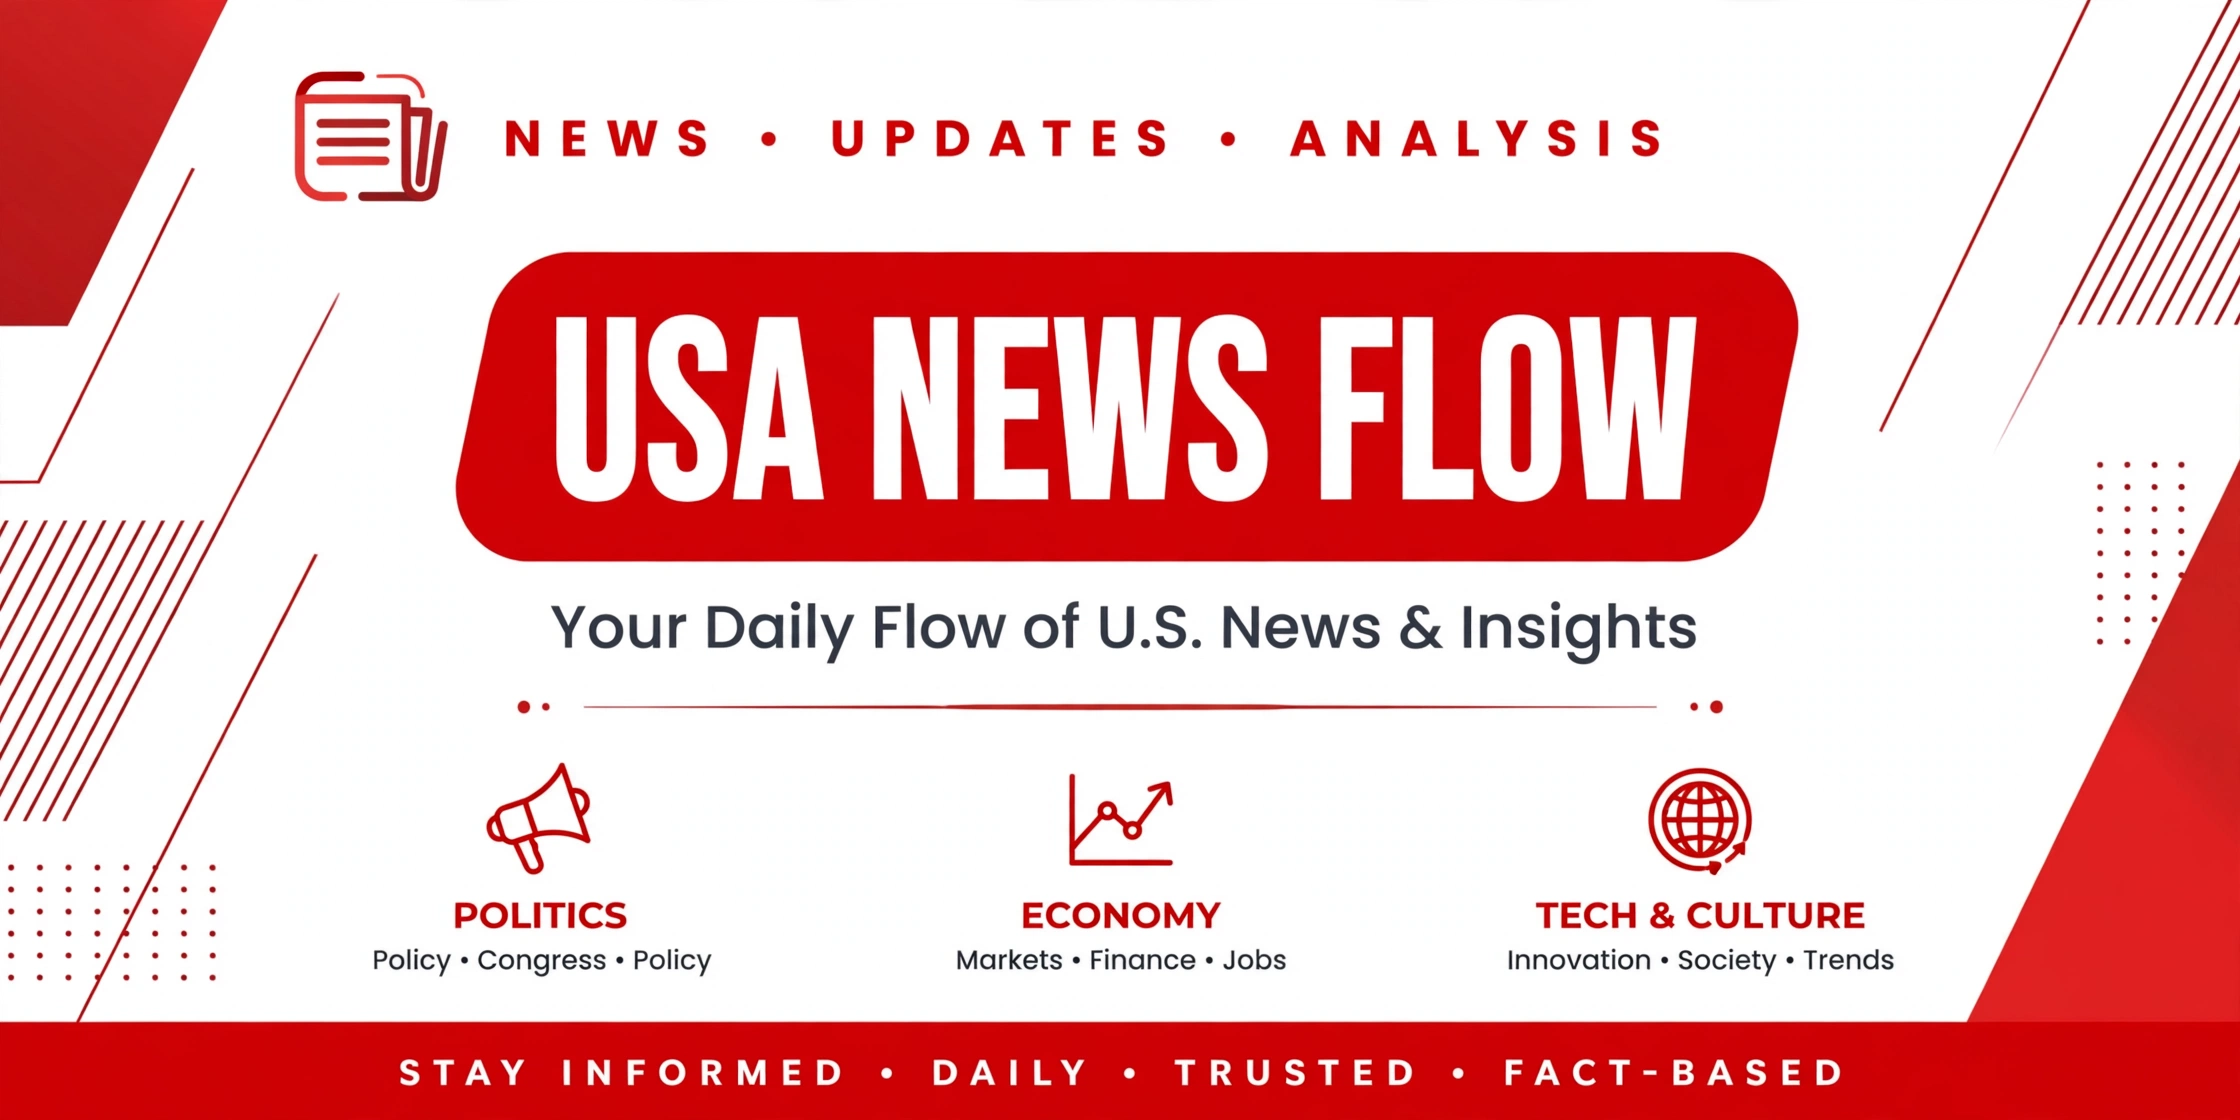 NEWS • UPDATES • ANALYSIS
USA NEWS FLOW
Your Daily Flow of U.S. News & Insights
POLITICS
Policy • Congress • Policy
ECONOMY
Markets • Finance • Jobs
TECH & CULTURE
Innovation • Society • Trends
STAY INFORMED • DAILY • TRUSTED • FACT-BASED